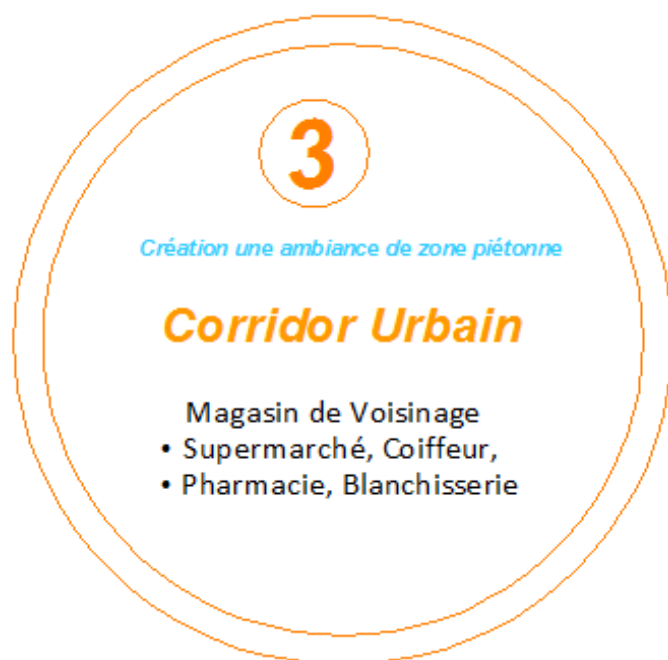 3
Création une ambiance de zone piétonne
Corridor Urbain
Magasin de Voisinage
• Supermarché, Coiffeur,
• Pharmacie, Blanchisserie